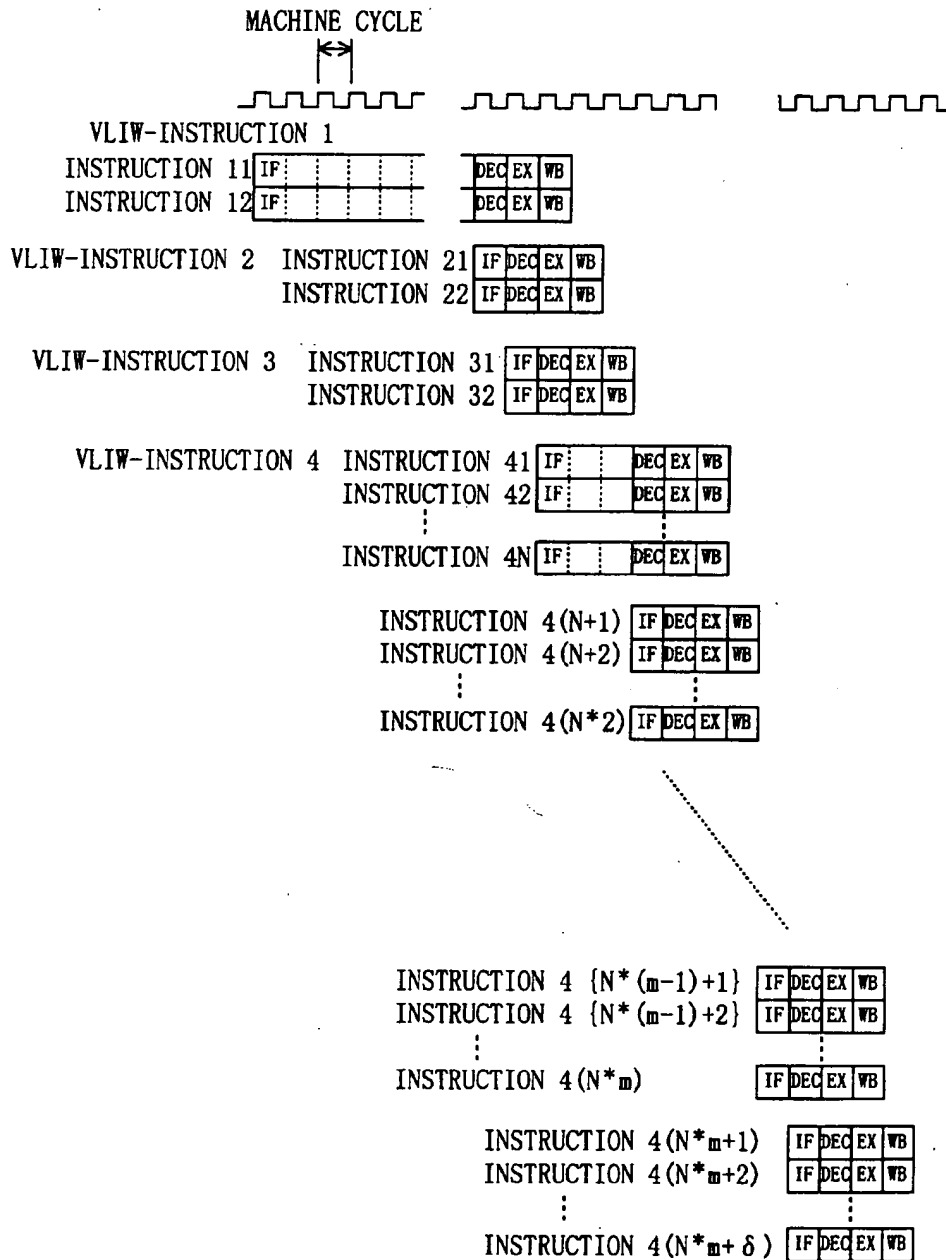 MACHINE CYCLE
VLIW-INSTRUCTION 1
INSTRUCTION 11 IF DEC EX WB
INSTRUCTION 12 IF DEC EX WB
VLIW-INSTRUCTION 2 INSTRUCTION 21 IF DEC EX WB
INSTRUCTION 22 IF DEC EX WB
VLIW-INSTRUCTION 3 INSTRUCTION 31 IF DEC EX WB
INSTRUCTION 32 IF DEC EX WB
VLIW-INSTRUCTION 4 INSTRUCTION 41 IF DEC EX WB
INSTRUCTION 42 IF DEC EX WB
INSTRUCTION 4N IF DEC EX WB
INSTRUCTION 4(N+1) IF DEC EX WB
INSTRUCTION 4(N+2) IF DEC EX WB
INSTRUCTION 4(N*2) IF DEC EX WB
INSTRUCTION 4 {N*(m-1)+1} IF DEC EX WB
INSTRUCTION 4 {N*(m-1)+2} IF DEC EX WB
INSTRUCTION 4(N*m) IF DEC EX WB
INSTRUCTION 4(N*m+1) IF DEC EX WB
INSTRUCTION 4(N*m+2) IF DEC EX WB
INSTRUCTION 4(N*m+δ) IF DEC EX WB